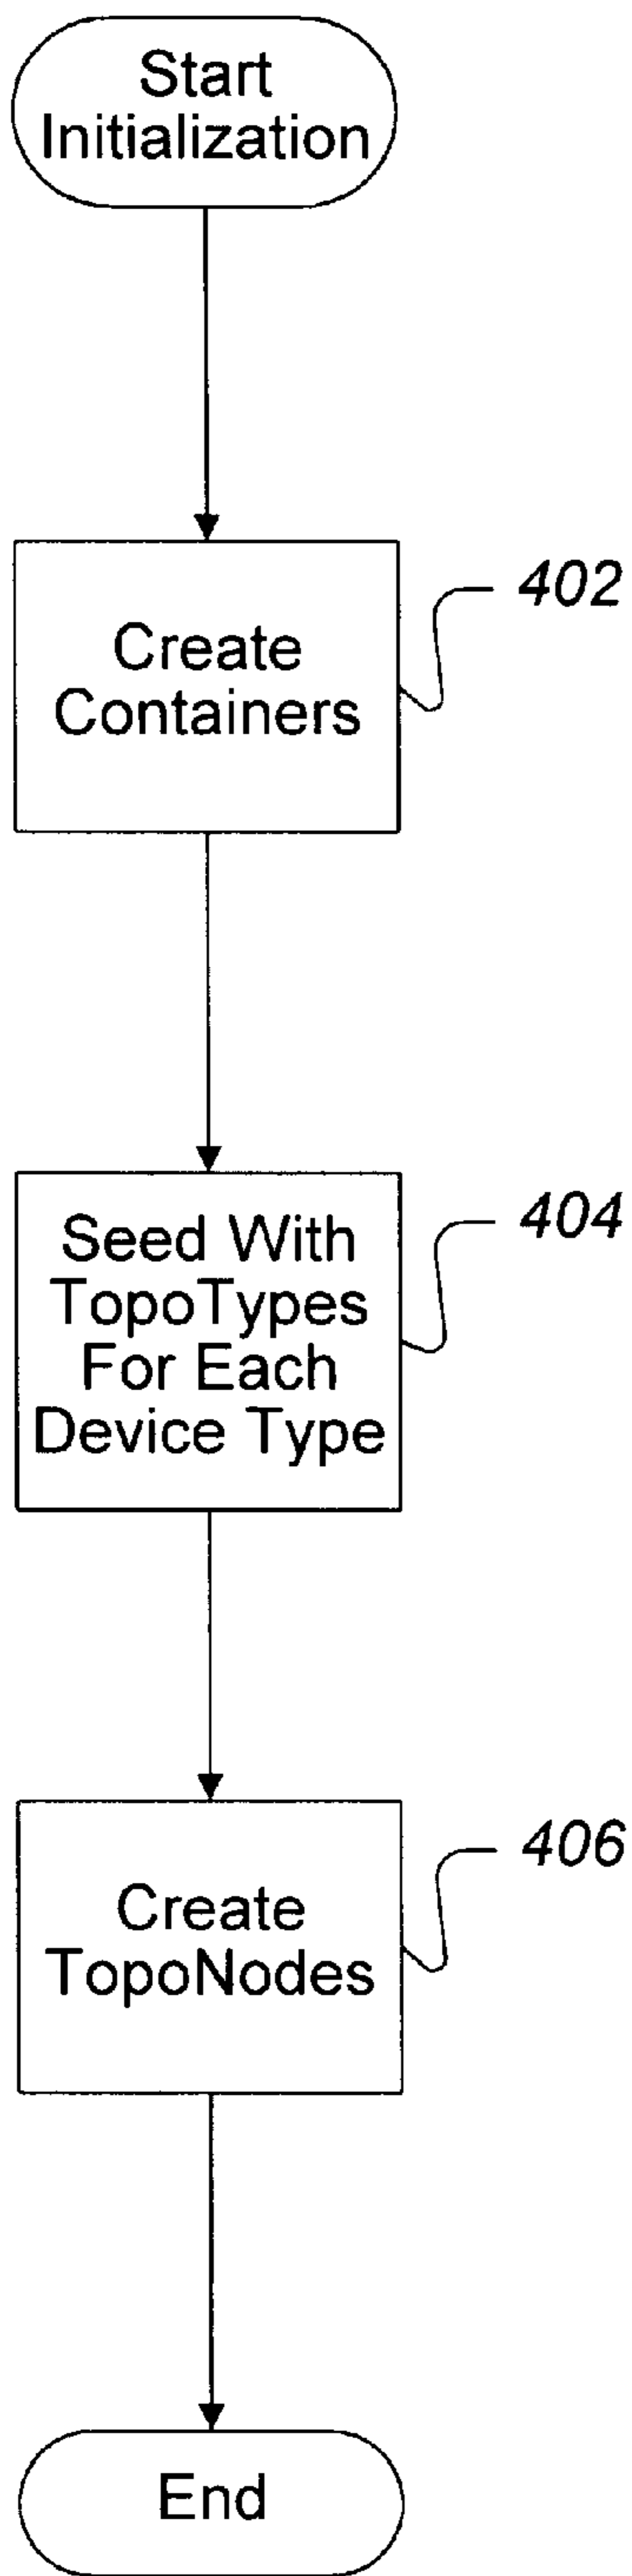 Start
Initialization
Create
Containers
402
Seed With
TopoTypes
For Each
Device Type
404
Create
TopoNodes
406
End